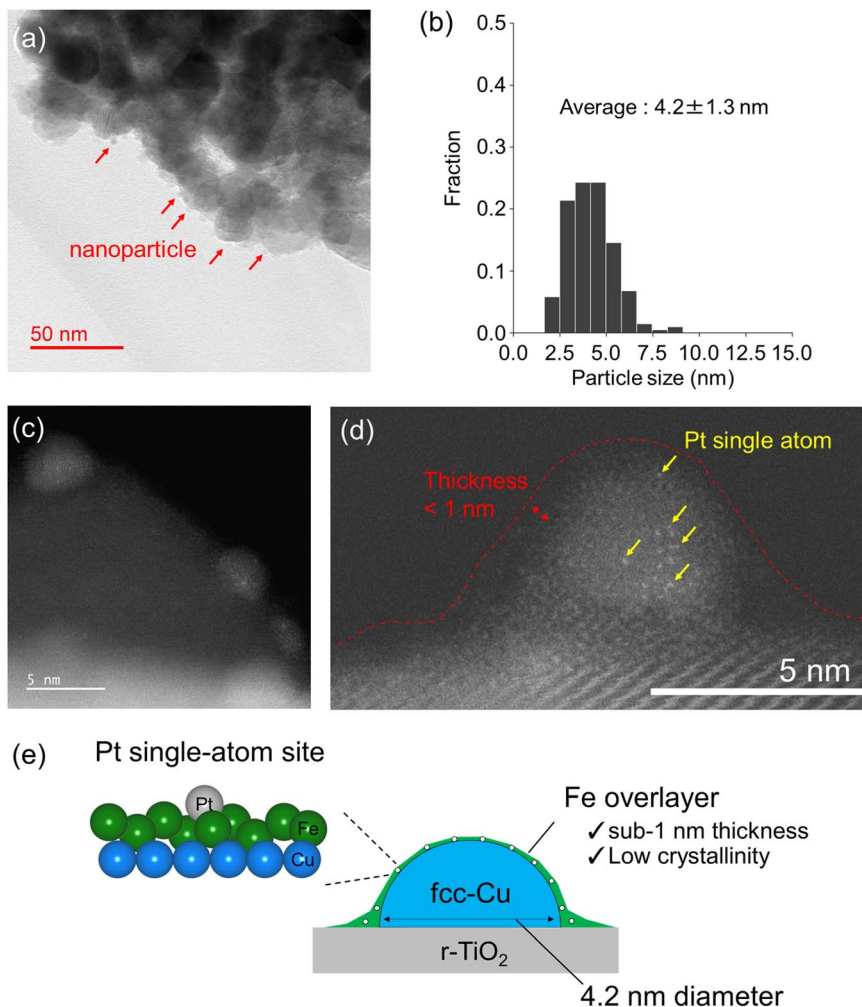 (a)
nanoparticle
50 nm
(b)
0.5
0.4
0.3
0.2
0.1
0.0
Fraction
Average : 4.2±1.3 nm
0.0 2.5 5.0 7.5 10.0 12.5 15.0
Particle size (nm)
(c)
5 nm
(d)
Pt single atom
Thickness
< 1 nm
5 nm
(e) Pt single-atom site
Pt
Fe
Cu
Fe overlayer
✓sub-1 nm thickness
✓Low crystallinity
fcc-Cu
r-TiO₂
4.2 nm diameter